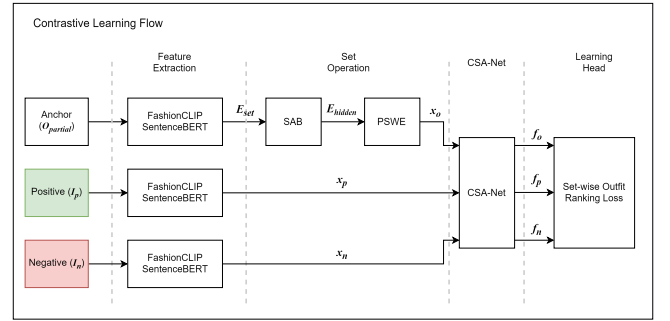 Contrastive Learning Flow
Feature
Extraction
Set
Operation
CSA-Net
Learning
Head
Anchor
(O_partial)
FashionCLIP
SentenceBERT
E_set
SAB
E_hidden
PSWE
x_o
Positive (I_p)
FashionCLIP
SentenceBERT
x_p
CSA-Net
f_o
f_p
f_n
Set-wise Outfit
Ranking Loss
Negative (I_n)
FashionCLIP
SentenceBERT
x_n